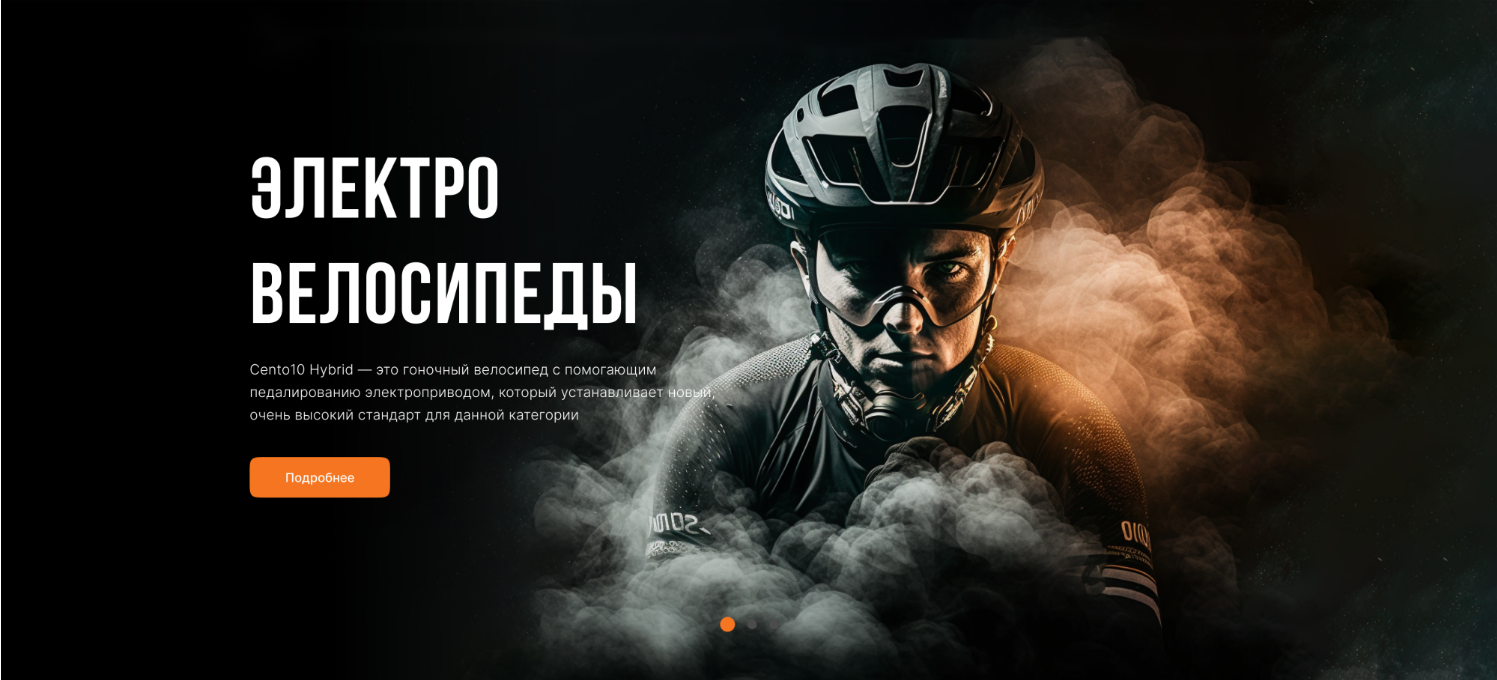 ЭЛЕКТРО
ВЕЛОСИПЕДЫ
Cento10 Hybrid — это гоночный велосипед с помогающим
педалированию электроприводом, который устанавливает новый,
очень высокий стандарт для данной категории
Подробнее